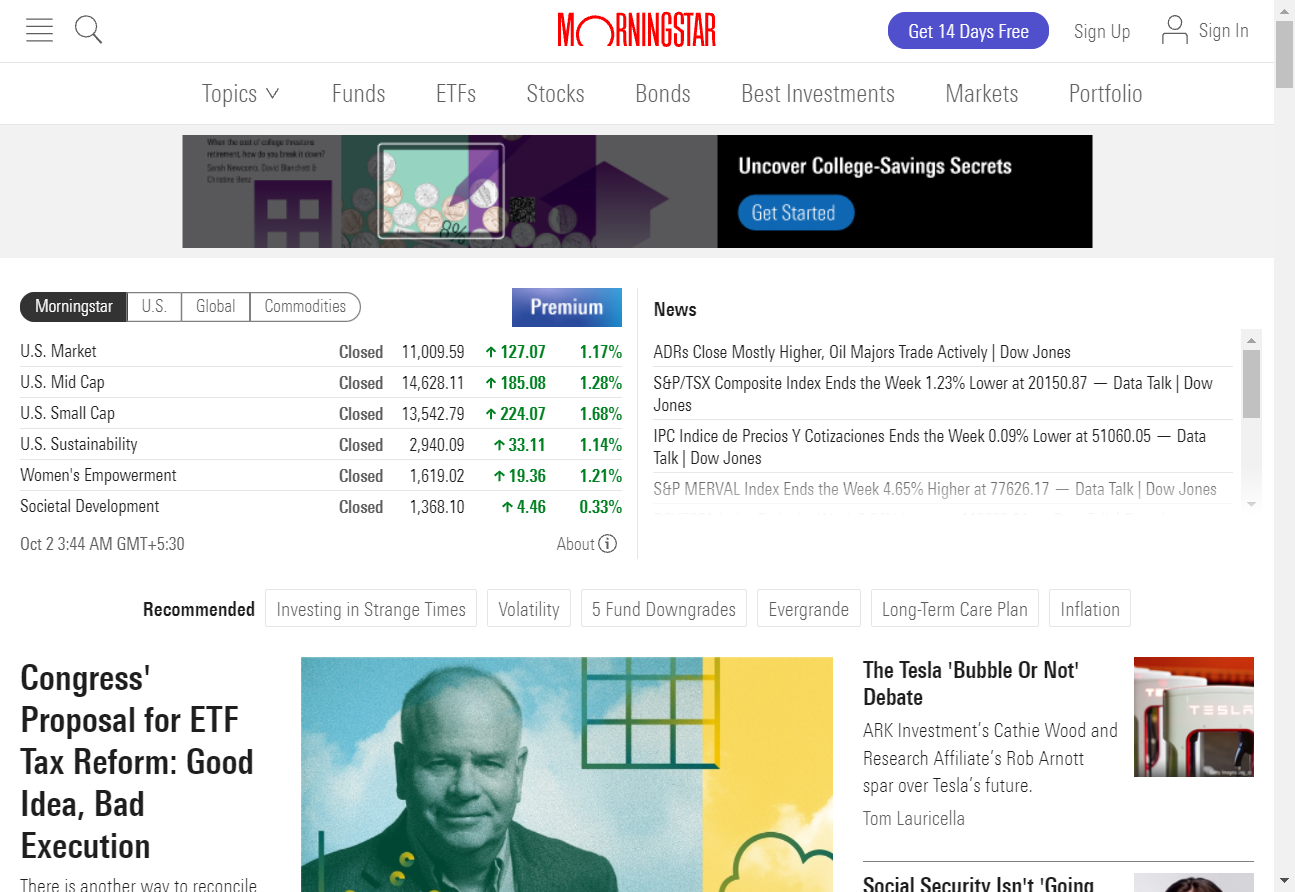 MORNINGSTAR
Get 14 Days Free
Sign Up
Sign In
Topics
Funds
ETFs
Stocks
Bonds
Best Investments
Markets
Portfolio
When the cost of college threatens
retirement, how do you break it down?
Sarah Newcomb, David Blanchett &
Christine Benz
8%
Uncover College-Savings Secrets
Get Started
Morningstar
U.S.
Global
Commodities
Premium
U.S. Market Closed 11,009.59 127.07 1.17%
U.S. Mid Cap Closed 14,628.11 185.08 1.28%
U.S. Small Cap Closed 13,542.79 224.07 1.68%
U.S. Sustainability Closed 2,940.09 33.11 1.14%
Women's Empowerment Closed 1,619.02 19.36 1.21%
Societal Development Closed 1,368.10 4.46 0.33%
Oct 2 3:44 AM GMT+5:30
About
News
ADRs Close Mostly Higher, Oil Majors Trade Actively | Dow Jones
S&P/TSX Composite Index Ends the Week 1.23% Lower at 20150.87 — Data Talk | Dow
Jones
IPC Indice de Precios Y Cotizaciones Ends the Week 0.09% Lower at 51060.05 — Data
Talk | Dow Jones
S&P MERVAL Index Ends the Week 4.65% Higher at 77626.17 — Data Talk | Dow Jones
Recommended
Investing in Strange Times
Volatility
5 Fund Downgrades
Evergrande
Long-Term Care Plan
Inflation
Congress'
Proposal for ETF
Tax Reform: Good
Idea, Bad
Execution
There is another way to reconcile
The Tesla 'Bubble Or Not'
Debate
ARK Investment’s Cathie Wood and
Research Affiliate’s Rob Arnott
spar over Tesla’s future.
Tom Lauricella
TESLA
Social Security Isn't 'Going